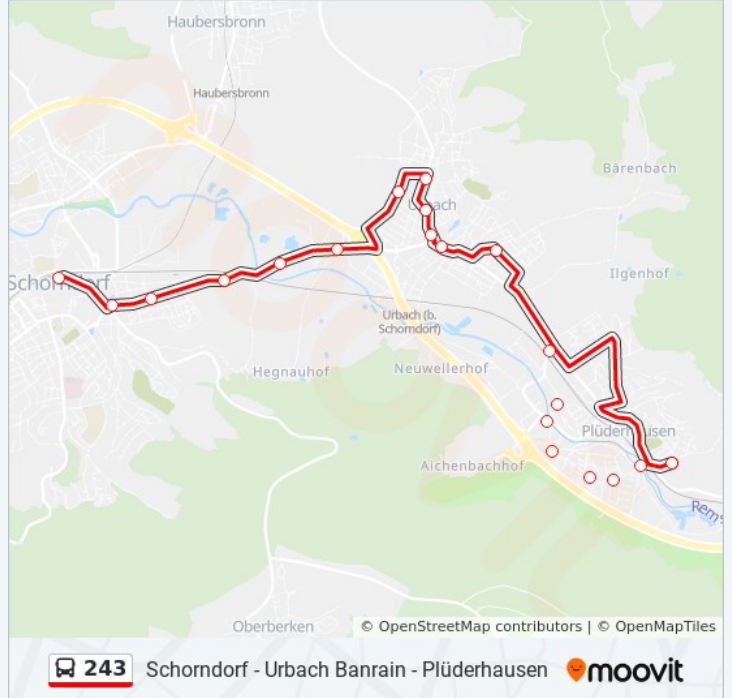 Haubersbronn
Haubersbronn
Bärenbach
Urbach
Ilgenhof
Schorndorf
Urbach (b.
Schorndorf)
Hegnauhof
Neuweilerhof
Plüderhausen
Aichenbachhof
Rems
Oberberken
© OpenStreetMap contributors | © OpenMapTiles
243 Schorndorf - Urbach Banrain - Plüderhausen moovit